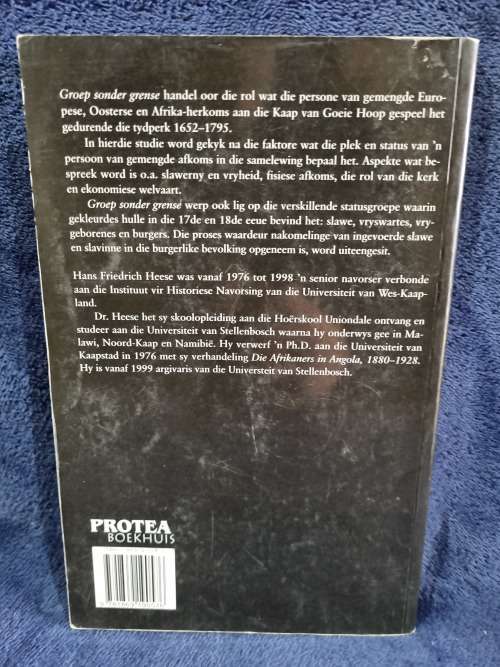 Groep sonder grense handel oor die rol wat die persone van gemengde Euro-
pese, Oosterse en Afrika-herkoms aan die Kaap van Goeie Hoop gespeel het
gedurende die tydperk 1652–1795.
In hierdie studie word gekyk na die faktore wat die plek en status van 'n
persoon van gemengde afkoms in die samelewing bepaal het. Aspekte wat be-
spreek word is o.a. slawerny en vryheid, fisiese afkoms, die rol van die kerk
en ekonomiese welvaart.
Groep sonder grense werp ook lig op die verskillende statusgroepe waarin
gekleurdes hulle in die 17de en 18de eeue bevind het: slawe, vryswartes, vry-
geborenes en burgers. Die proses waardeur nakomelinge van ingevoerde slawe
en slavinne in die burgerlike bevolking opgeneem is, word uiteengesit.
Hans Friedrich Heese was vanaf 1976 tot 1998 'n senior navorser verbonde
aan die Instituut vir Historiese Navorsing van die Universiteit van Wes-Kaap-
land.
Dr. Heese het sy skoolopleiding aan die Hoërskool Uniondale ontvang en
studeer aan die Universiteit van Stellenbosch waarna hy onderwys gee in Ma-
lawi, Noord-Kaap en Namibië. Hy verwerf 'n Ph.D. aan die Universiteit van
Kaapstad in 1976 met sy verhandeling Die Afrikaners in Angola, 1880–1928.
Hy is vanaf 1999 argivaris van die Universteit van Stellenbosch.
PROTEA
BOEKHUIS